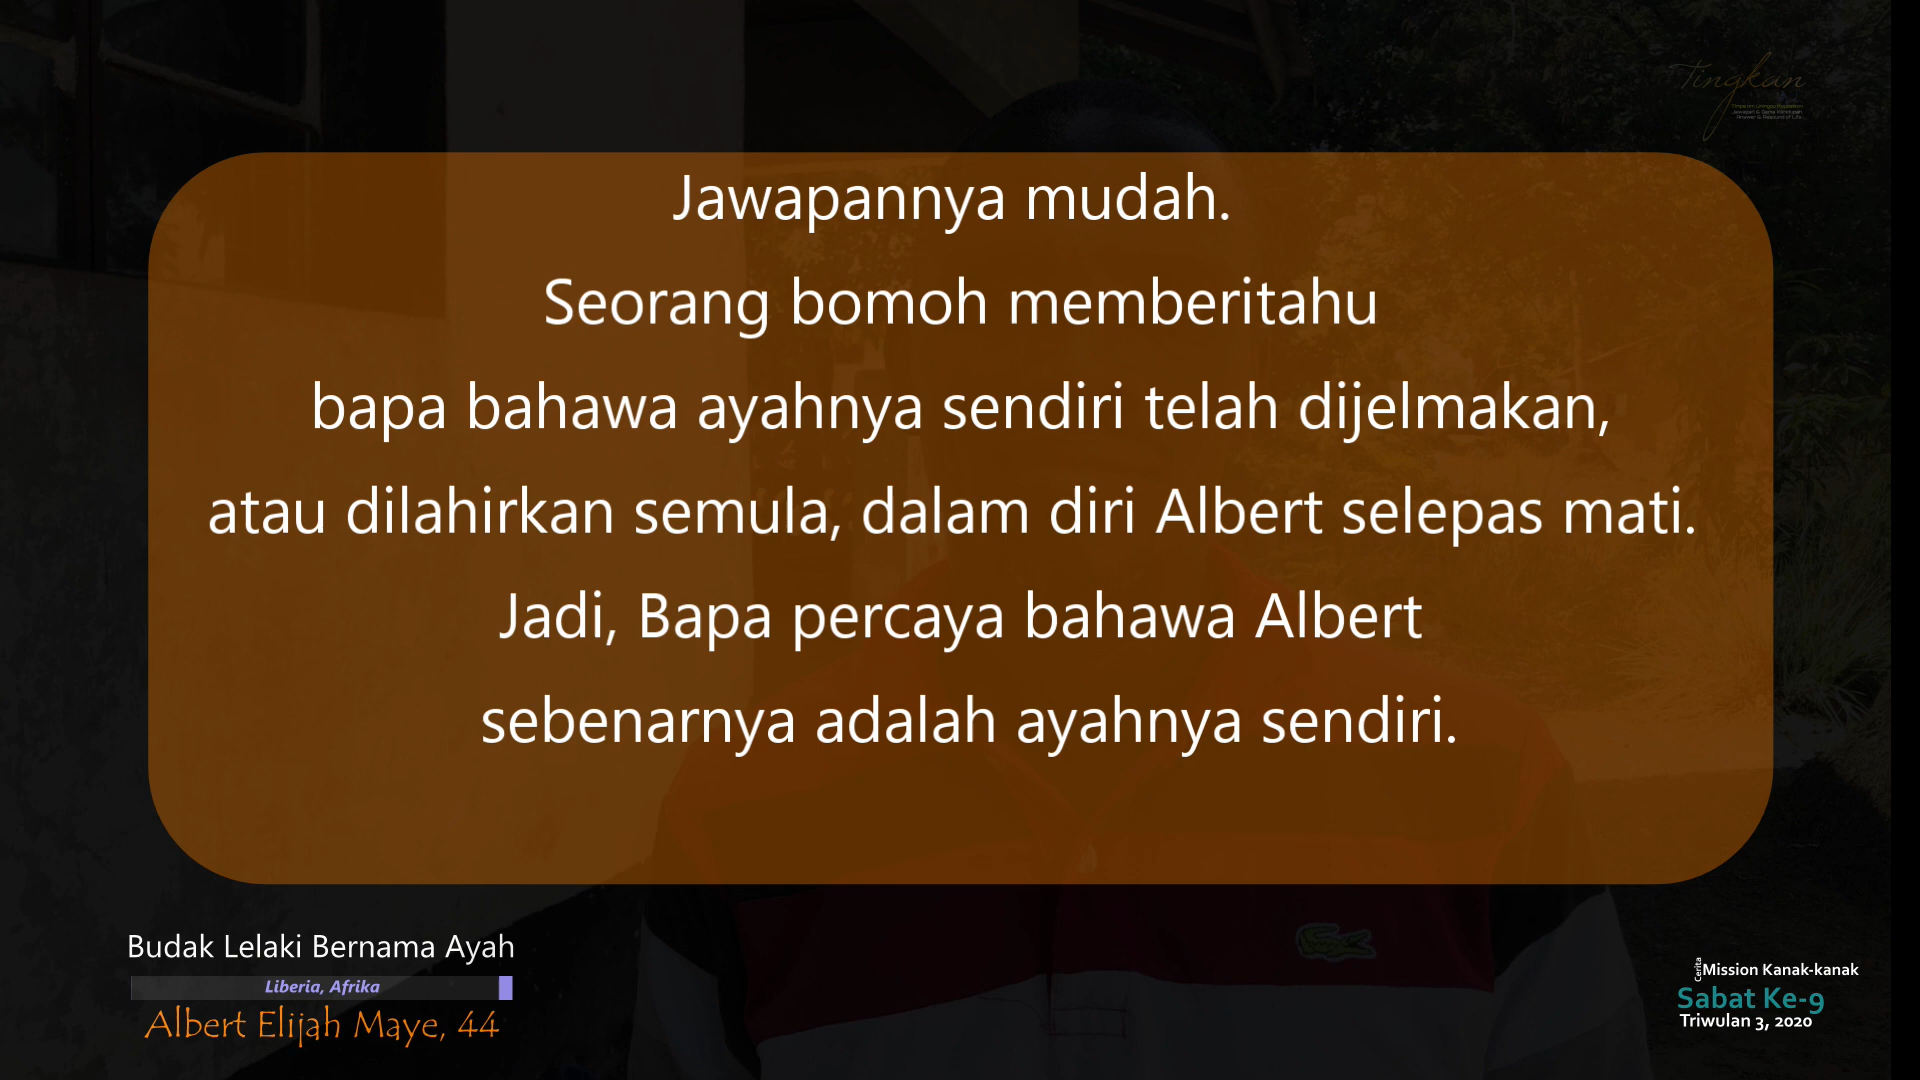 Tingkan
Jawapannya mudah.
Seorang bomoh memberitahu
bapa bahawa ayahnya sendiri telah dijelmakan,
atau dilahirkan semula, dalam diri Albert selepas mati.
Jadi, Bapa percaya bahawa Albert
sebenarnya adalah ayahnya sendiri.
Budak Lelaki Bernama Ayah
Liberia, Afrika
Albert Elijah Maye, 44
Cerita
Mission Kanak-kanak
Sabat Ke-9
Triwulan 3, 2020